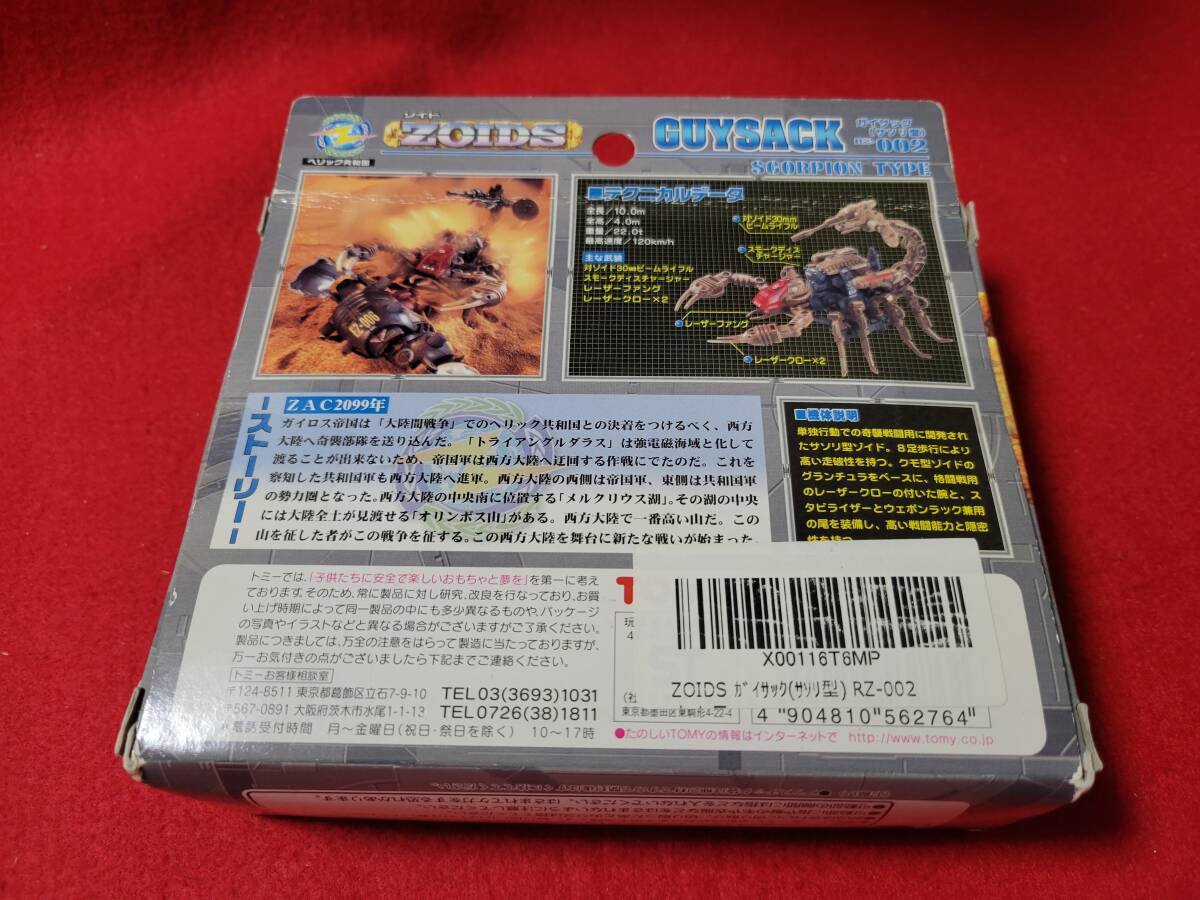 ゾイド
ZOIDS
ヘリック共和国
GUYSACK
ガイサック
(サソリ型)
RZ-002
SCORPION TYPE
EZ-006
■テクニカルデータ
全長/10.0m
全高/4.0m
重量/22.0t
最高速度/120km/h
主な武装
対ゾイド30mmビームライフル
スモークディスチャージャー
レーザーファング
レーザークロー×2
対ゾイド30mm
ビームライフル
スモークディス
チャージャー
レーザーファング
レーザークロー×2
ーストーリーー
ZAC2099年
ガイロス帝国は「大陸間戦争」でのヘリック共和国との決着をつけるべく、西方
大陸へ奇襲部隊を送り込んだ。「トライアングルダラス」は強電磁海域と化して
渡ることが出来ないため、帝国軍は西方大陸へ迂回する作戦にでたのだ。これを
察知した共和国軍も西方大陸へ進軍。西方大陸の西側は帝国軍、東側は共和国軍
の勢力圏となった。西方大陸の中央南に位置する「メルクリウス湖」。その湖の中央
には大陸全土が見渡せる「オリンポス山」がある。西方大陸で一番高い山だ。この
山を征した者がこの戦争を征する。この西方大陸を舞台に新たな戦いが始まった。
■機体説明
単独行動での奇襲戦闘用に開発され
たサソリ型ゾイド。8足歩行により
高い走破性を持つ。クモ型ゾイドの
グランチュラをベースに、格闘戦用
のレーザークローの付いた腕と、ス
タビライザーとウェポンラック兼用
の尾を装備し、高い戦闘能力と隠密
性を持つ
トミーでは、「子供たちに安全で楽しいおもちゃと夢を」を第一に考え
ております。そのため、常に製品に対し研究、改良を行なっており、お買
い上げ時期によって同一製品の中にも多少異なるものや、パッケージ
の写真やイラストなどと異なる場合がございますがご了承ください。
製品につきましては、万全の注意をはらって製造に当たっておりますが、
万一お気付きの点がございましたら下記までご連絡ください。
トミーお客様相談室
〒124-8511 東京都葛飾区立石7-9-10 TEL03(3693)1031
〒567-0891 大阪府茨木市水尾1-1-13 TEL0726(38)1811
★電話受付時間 月〜金曜日(祝日・祭日を除く) 10〜17時
T
玩
4
(社
東京都墨田区東駒形4-22-4
X00116T6MP
ZOIDS ｶﾞｲｻｯｸ(ｻｿﾘ型) RZ-002
4 904810 562764
●たのしいTOMYの情報はインターネットで http://www.tomy.co.jp